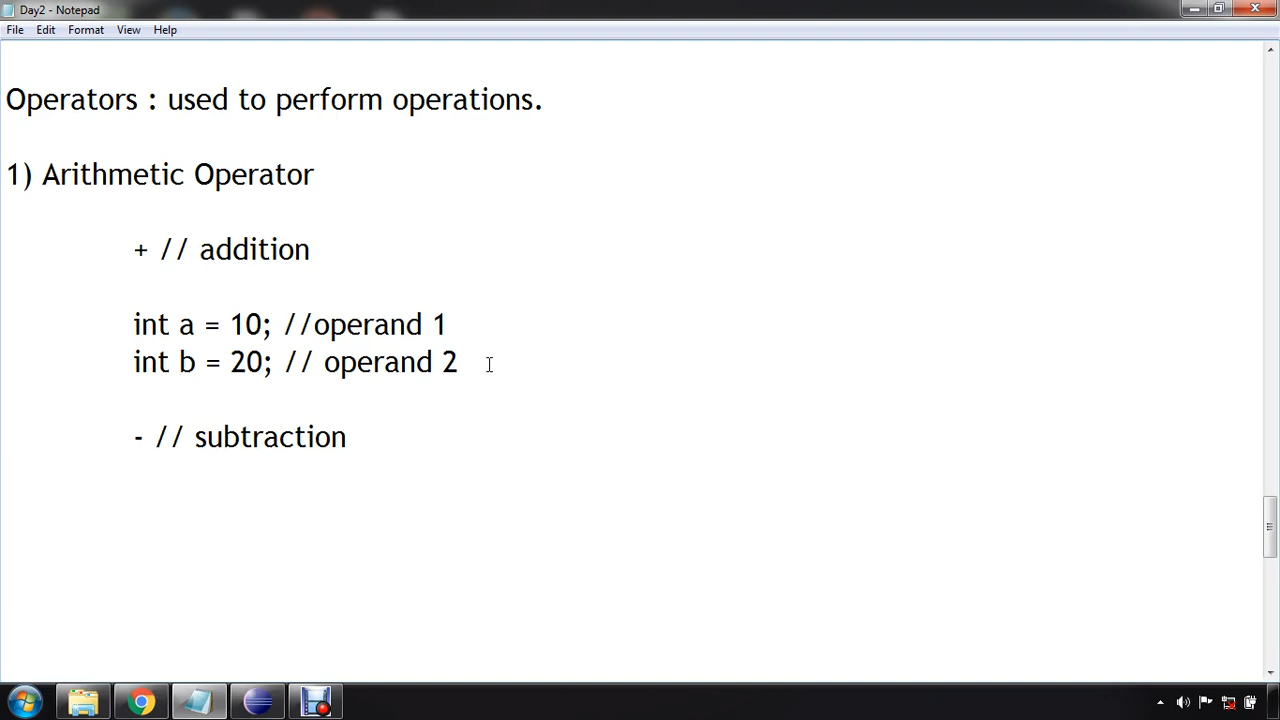 Day2 - Notepad
File Edit Format View Help
Operators : used to perform operations.
1) Arithmetic Operator
+ // addition
int a = 10; //operand 1
int b = 20; // operand 2
- // subtraction